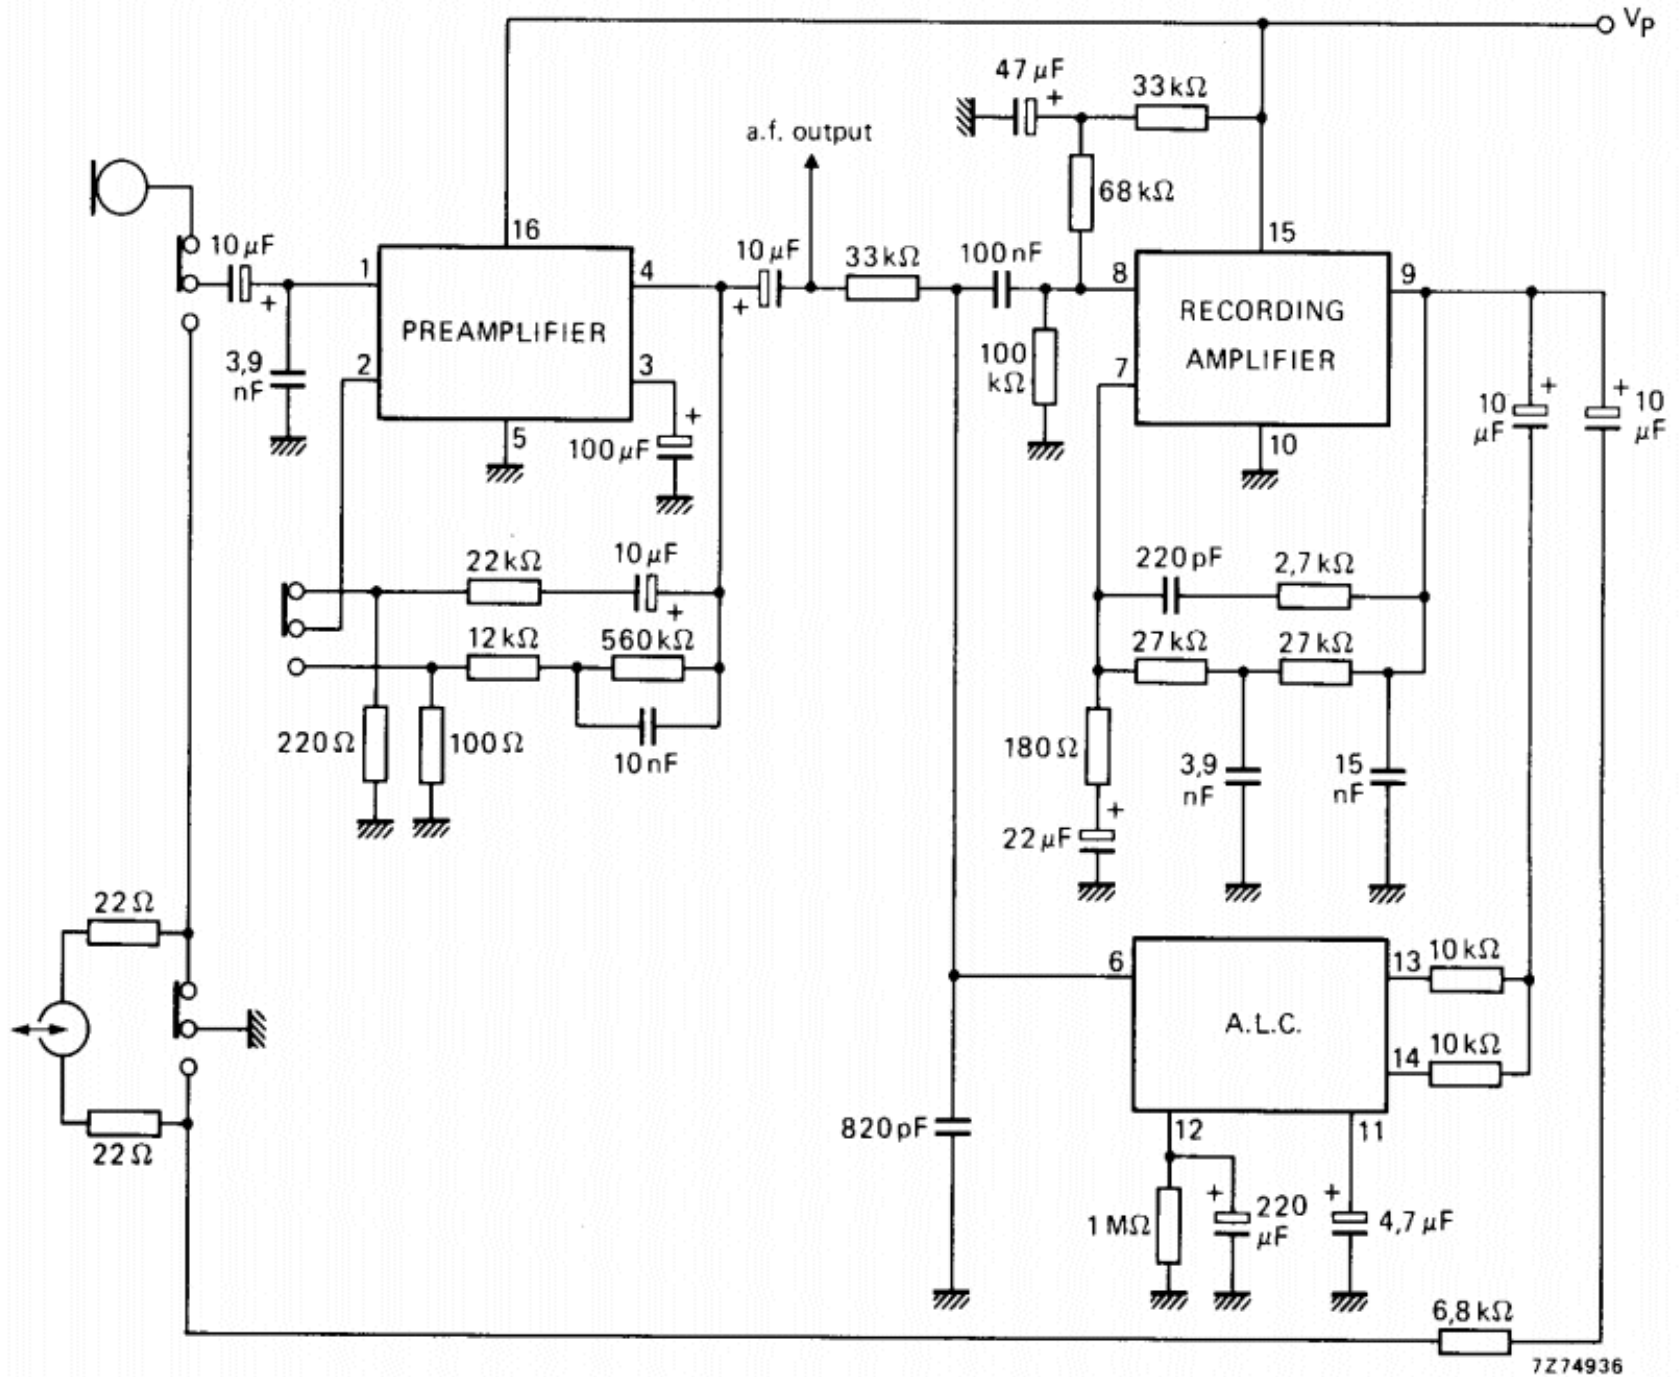 Vp
47 μF
+
33 kΩ
a.f. output
68 kΩ
16
15
10 μF
+
1
4
10 μF
+
33 kΩ
100 nF
8
9
PREAMPLIFIER
RECORDING
AMPLIFIER
3,9
nF
2
3
100
kΩ
7
+
10
μF
+
10
μF
5
100 μF
+
10
22 kΩ
10 μF
+
220 pF
2,7 kΩ
12 kΩ
560 kΩ
27 kΩ
27 kΩ
220 Ω
100 Ω
10 nF
180 Ω
3,9
nF
15
nF
+
22 μF
22 Ω
6
13
10 kΩ
A.L.C.
14
10 kΩ
22 Ω
820 pF
12
11
1 MΩ
+
220
μF
+
4,7 μF
6,8 kΩ
7Z74936